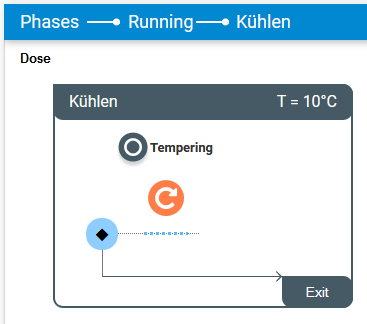 Phases Running Kühlen
Dose
Kühlen T = 10°C
Tempering
Exit